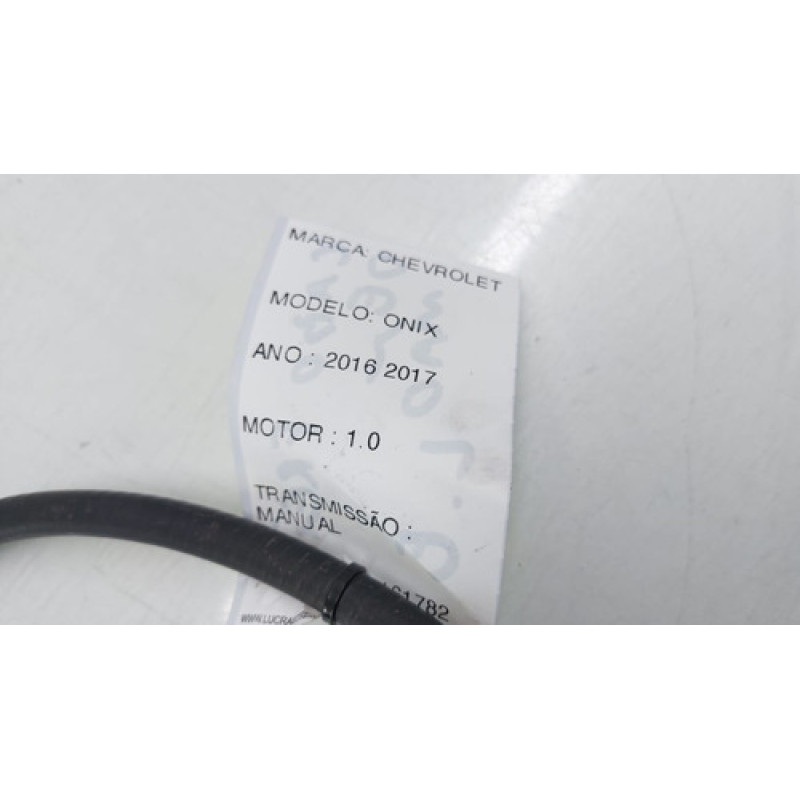 MARCA: CHEVROLET
MODELO: ONIX
ANO : 2016 2017
MOTOR : 1.0
TRANSMISSÃO :
MANUAL